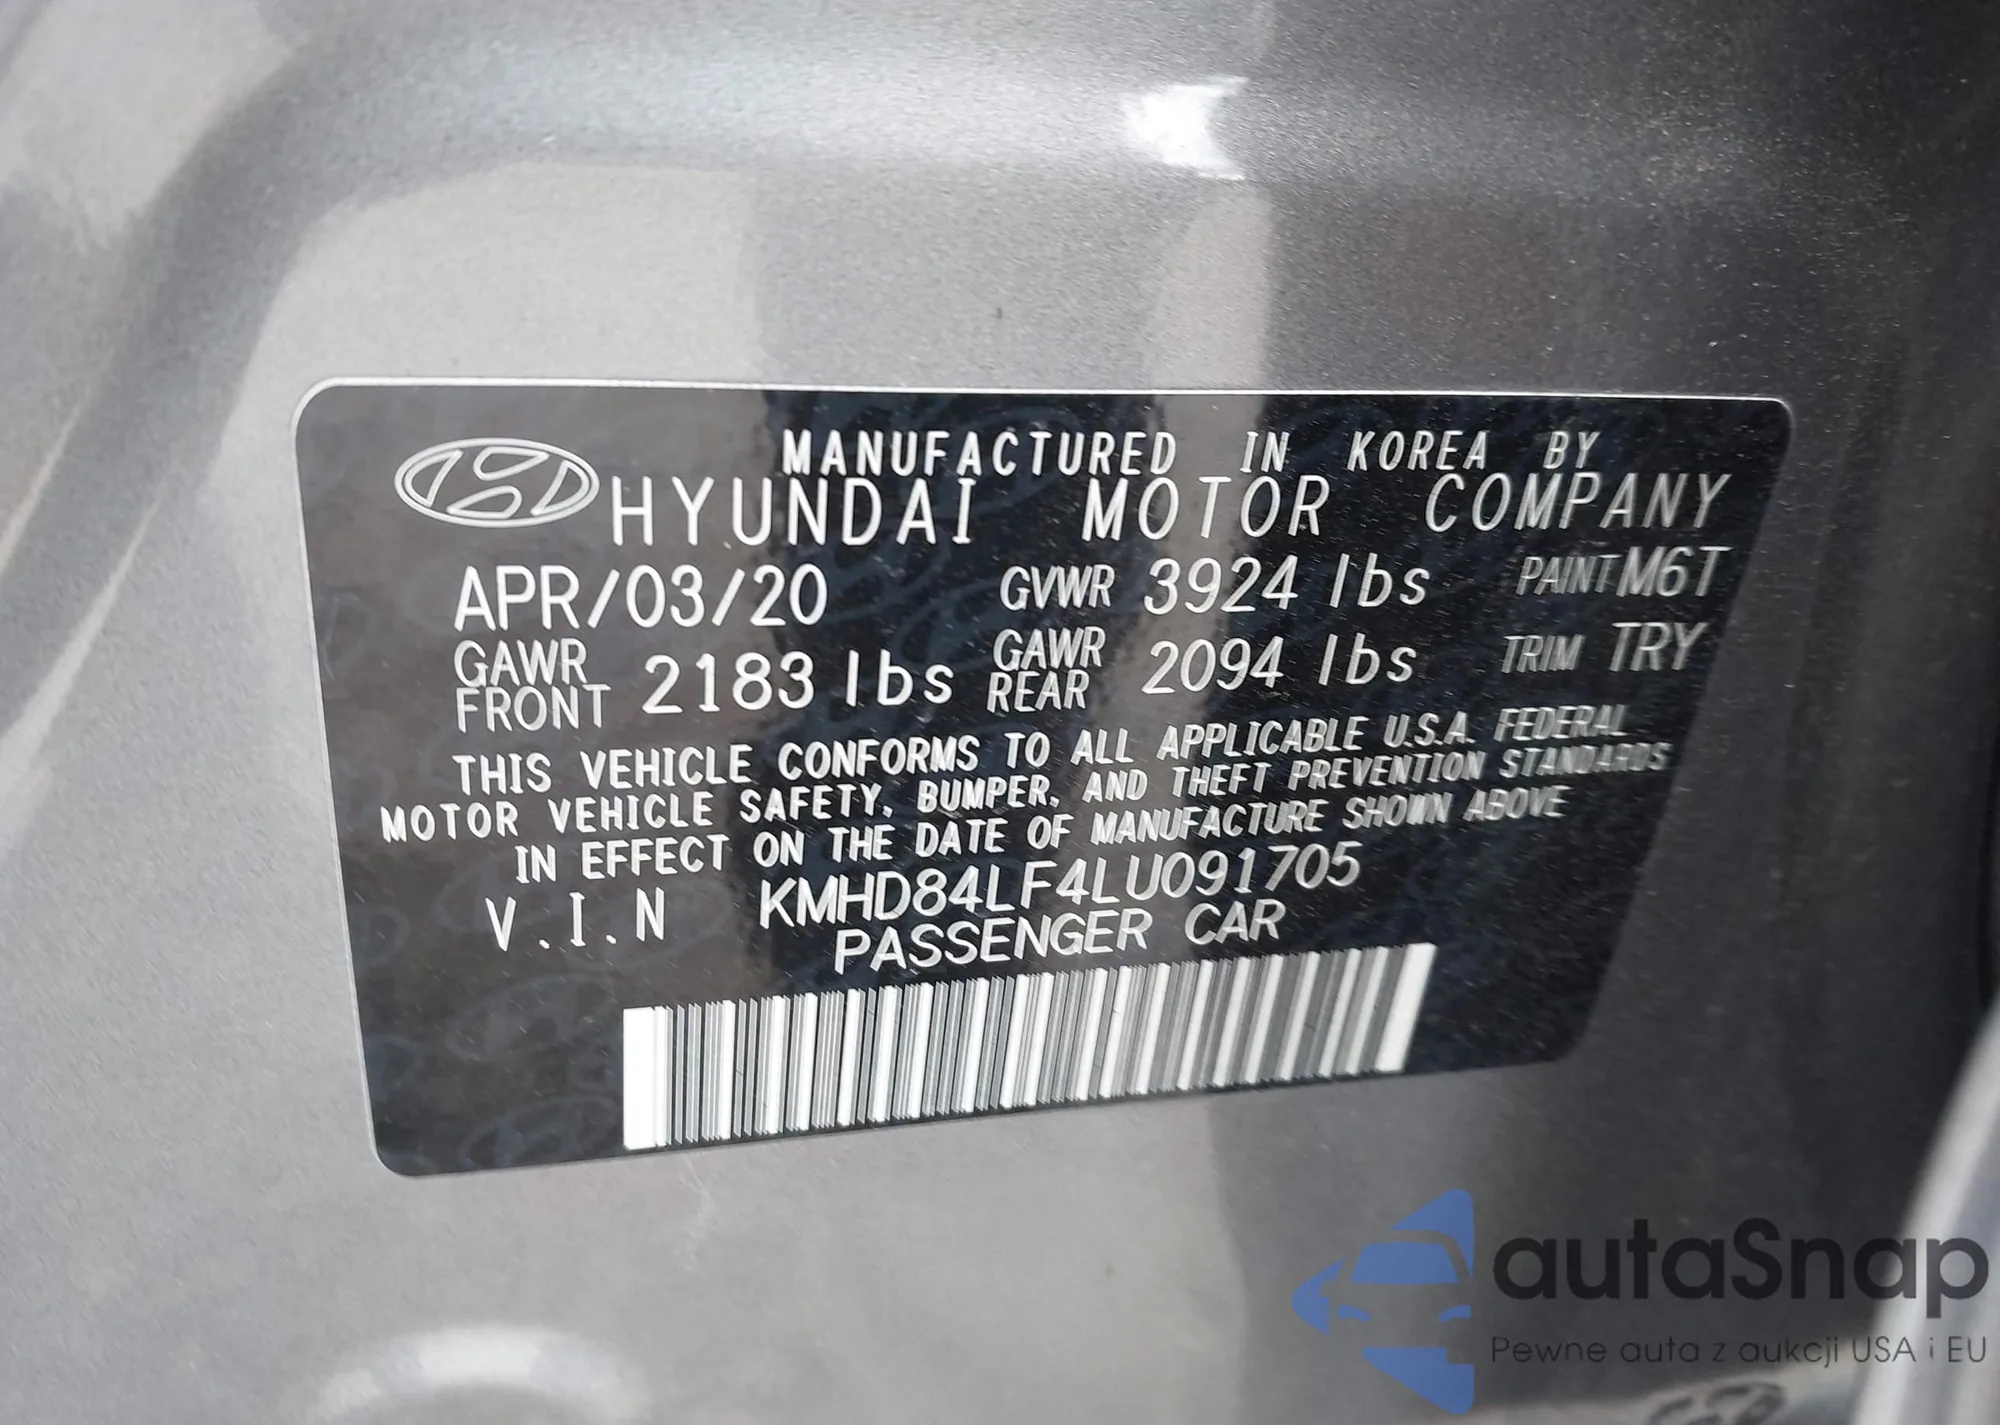 MANUFACTURED IN KOREA BY
HYUNDAI MOTOR COMPANY
APR/03/20 GVWR 3924 lbs PAINT M6T
GAWR FRONT 2183 lbs GAWR REAR 2094 lbs TRIM TRY
THIS VEHICLE CONFORMS TO ALL APPLICABLE U.S.A. FEDERAL
MOTOR VEHICLE SAFETY, BUMPER, AND THEFT PREVENTION STANDARDS
IN EFFECT ON THE DATE OF MANUFACTURE SHOWN ABOVE
V.I.N KMHD84LF4LU091705
PASSENGER CAR
autaSnap
Pewne auta z aukcji USA i EU